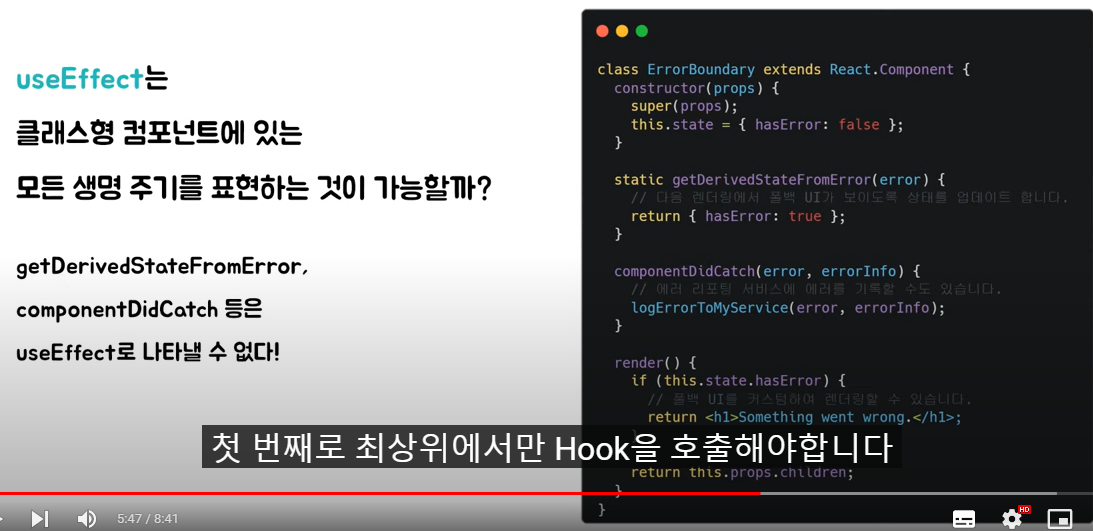 useEffect는
클래스형 컴포넌트에 있는
모든 생명 주기를 표현하는 것이 가능할까?
getDerivedStateFromError,
componentDidCatch 등은
useEffect로 나타낼 수 없다!
class ErrorBoundary extends React.Component {
constructor(props) {
super(props);
this.state = { hasError: false };
}
static getDerivedStateFromError(error) {
// 다음 렌더링에서 폴백 UI가 보이도록 상태를 업데이트 합니다.
return { hasError: true };
}
componentDidCatch(error, errorInfo) {
// 에러 리포팅 서비스에 에러를 기록할 수도 있습니다.
logErrorToMyService(error, errorInfo);
}
render() {
if (this.state.hasError) {
// 폴백 UI를 커스텀하여 렌더링할 수 있습니다.
return <h1>Something went wrong.</h1>;
return this.props.children;
}
}
첫 번째로 최상위에서만 Hook을 호출해야합니다
5:47 / 8:41
HD